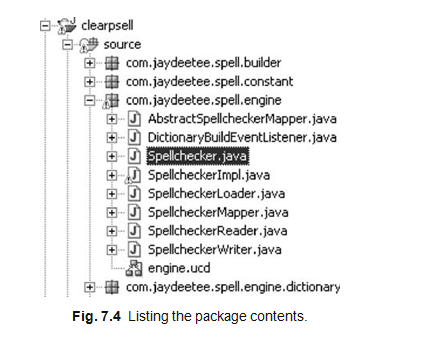 clearpsell
source
com.jaydeetee.spell.builder
com.jaydeetee.spell.constant
com.jaydeetee.spell.engine
AbstractSpellcheckerMapper.java
DictionaryBuildEventListener.java
Spellchecker.java
SpellcheckerImpl.java
SpellcheckerLoader.java
SpellcheckerMapper.java
SpellcheckerReader.java
SpellcheckerWriter.java
engine.ucd
com.jaydeetee.spell.engine.dictionary
Fig. 7.4 Listing the package contents.